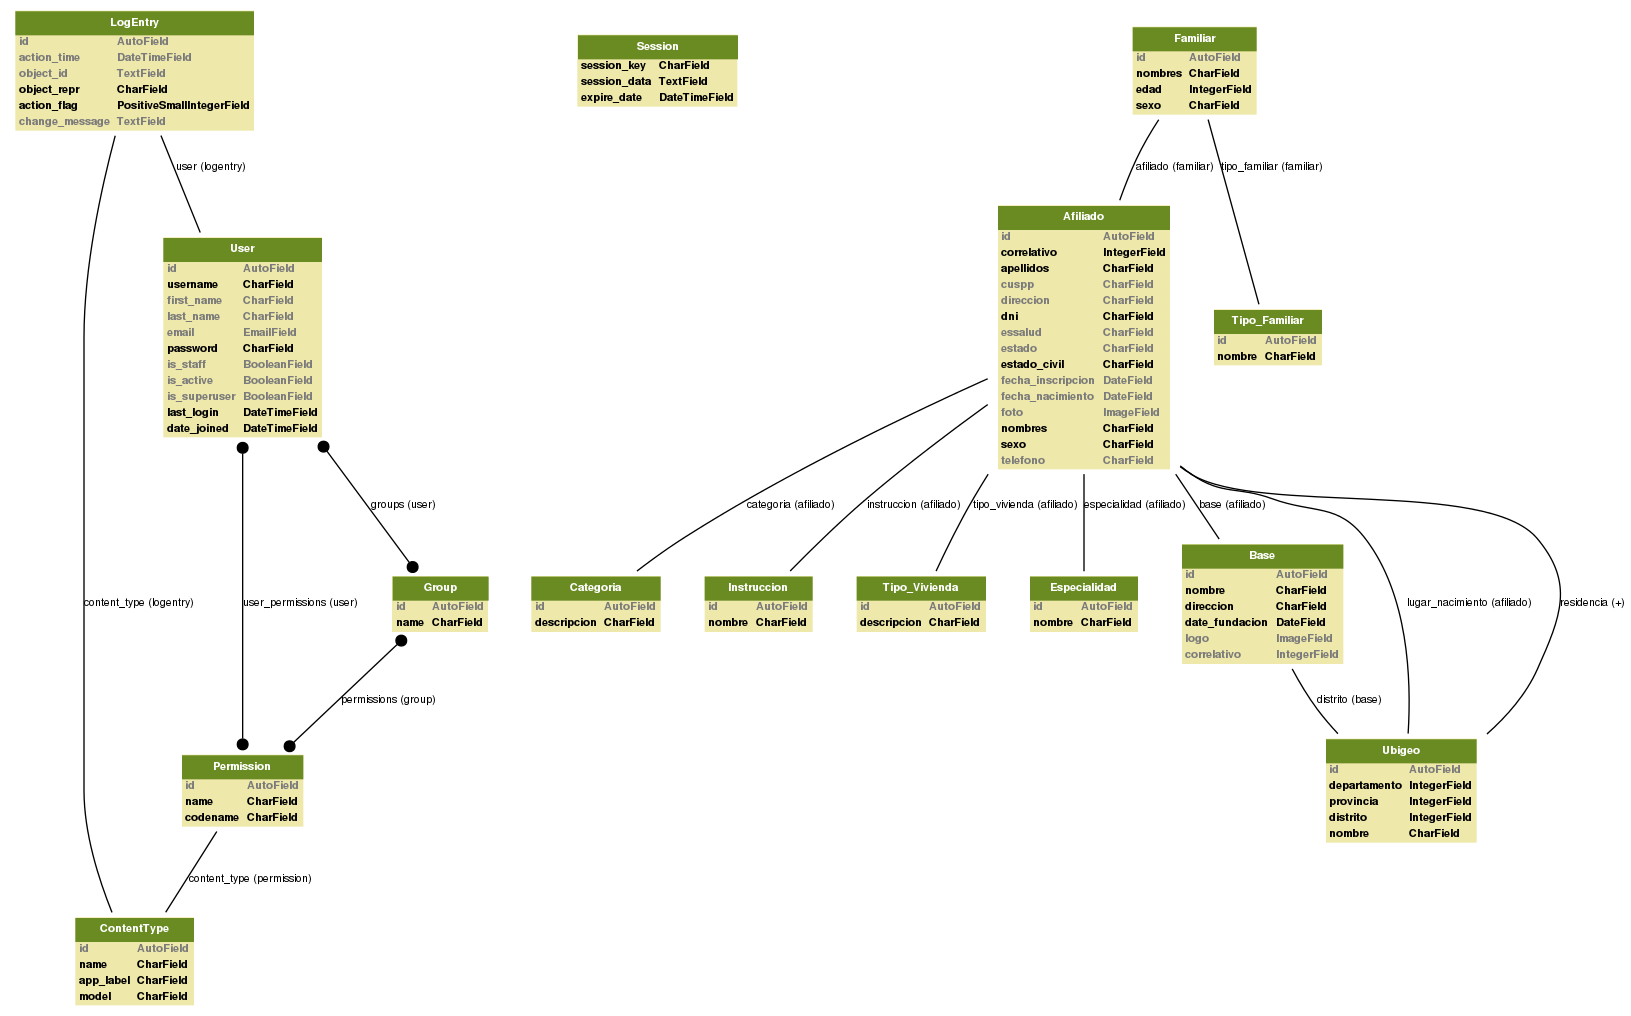 LogEntry
id AutoField
action_time DateTimeField
object_id TextField
object_repr CharField
action_flag PositiveSmallIntegerField
change_message TextField
Session
session_key CharField
session_data TextField
expire_date DateTimeField
Familiar
id AutoField
nombres CharField
edad IntegerField
sexo CharField
user (logentry)
afiliado (familiar)
tipo_familiar (familiar)
User
id AutoField
username CharField
first_name CharField
last_name CharField
email EmailField
password CharField
is_staff BooleanField
is_active BooleanField
is_superuser BooleanField
last_login DateTimeField
date_joined DateTimeField
Afiliado
id AutoField
correlativo IntegerField
apellidos CharField
cuspp CharField
direccion CharField
dni CharField
essalud CharField
estado CharField
estado_civil CharField
fecha_inscripcion DateField
fecha_nacimiento DateField
foto ImageField
nombres CharField
sexo CharField
telefono CharField
Tipo_Familiar
id AutoField
nombre CharField
groups (user)
categoria (afiliado)
instruccion (afiliado)
tipo_vivienda (afiliado)
especialidad (afiliado)
base (afiliado)
Group
id AutoField
name CharField
Categoria
id AutoField
descripcion CharField
Instruccion
id AutoField
nombre CharField
Tipo_Vivienda
id AutoField
descripcion CharField
Especialidad
id AutoField
nombre CharField
Base
id AutoField
nombre CharField
direccion CharField
date_fundacion DateField
logo ImageField
correlativo IntegerField
content_type (logentry)
user_permissions (user)
lugar_nacimiento (afiliado)
residencia (+)
permissions (group)
distrito (base)
Permission
id AutoField
name CharField
codename CharField
Ubigeo
id AutoField
departamento IntegerField
provincia IntegerField
distrito IntegerField
nombre CharField
content_type (permission)
ContentType
id AutoField
name CharField
app_label CharField
model CharField